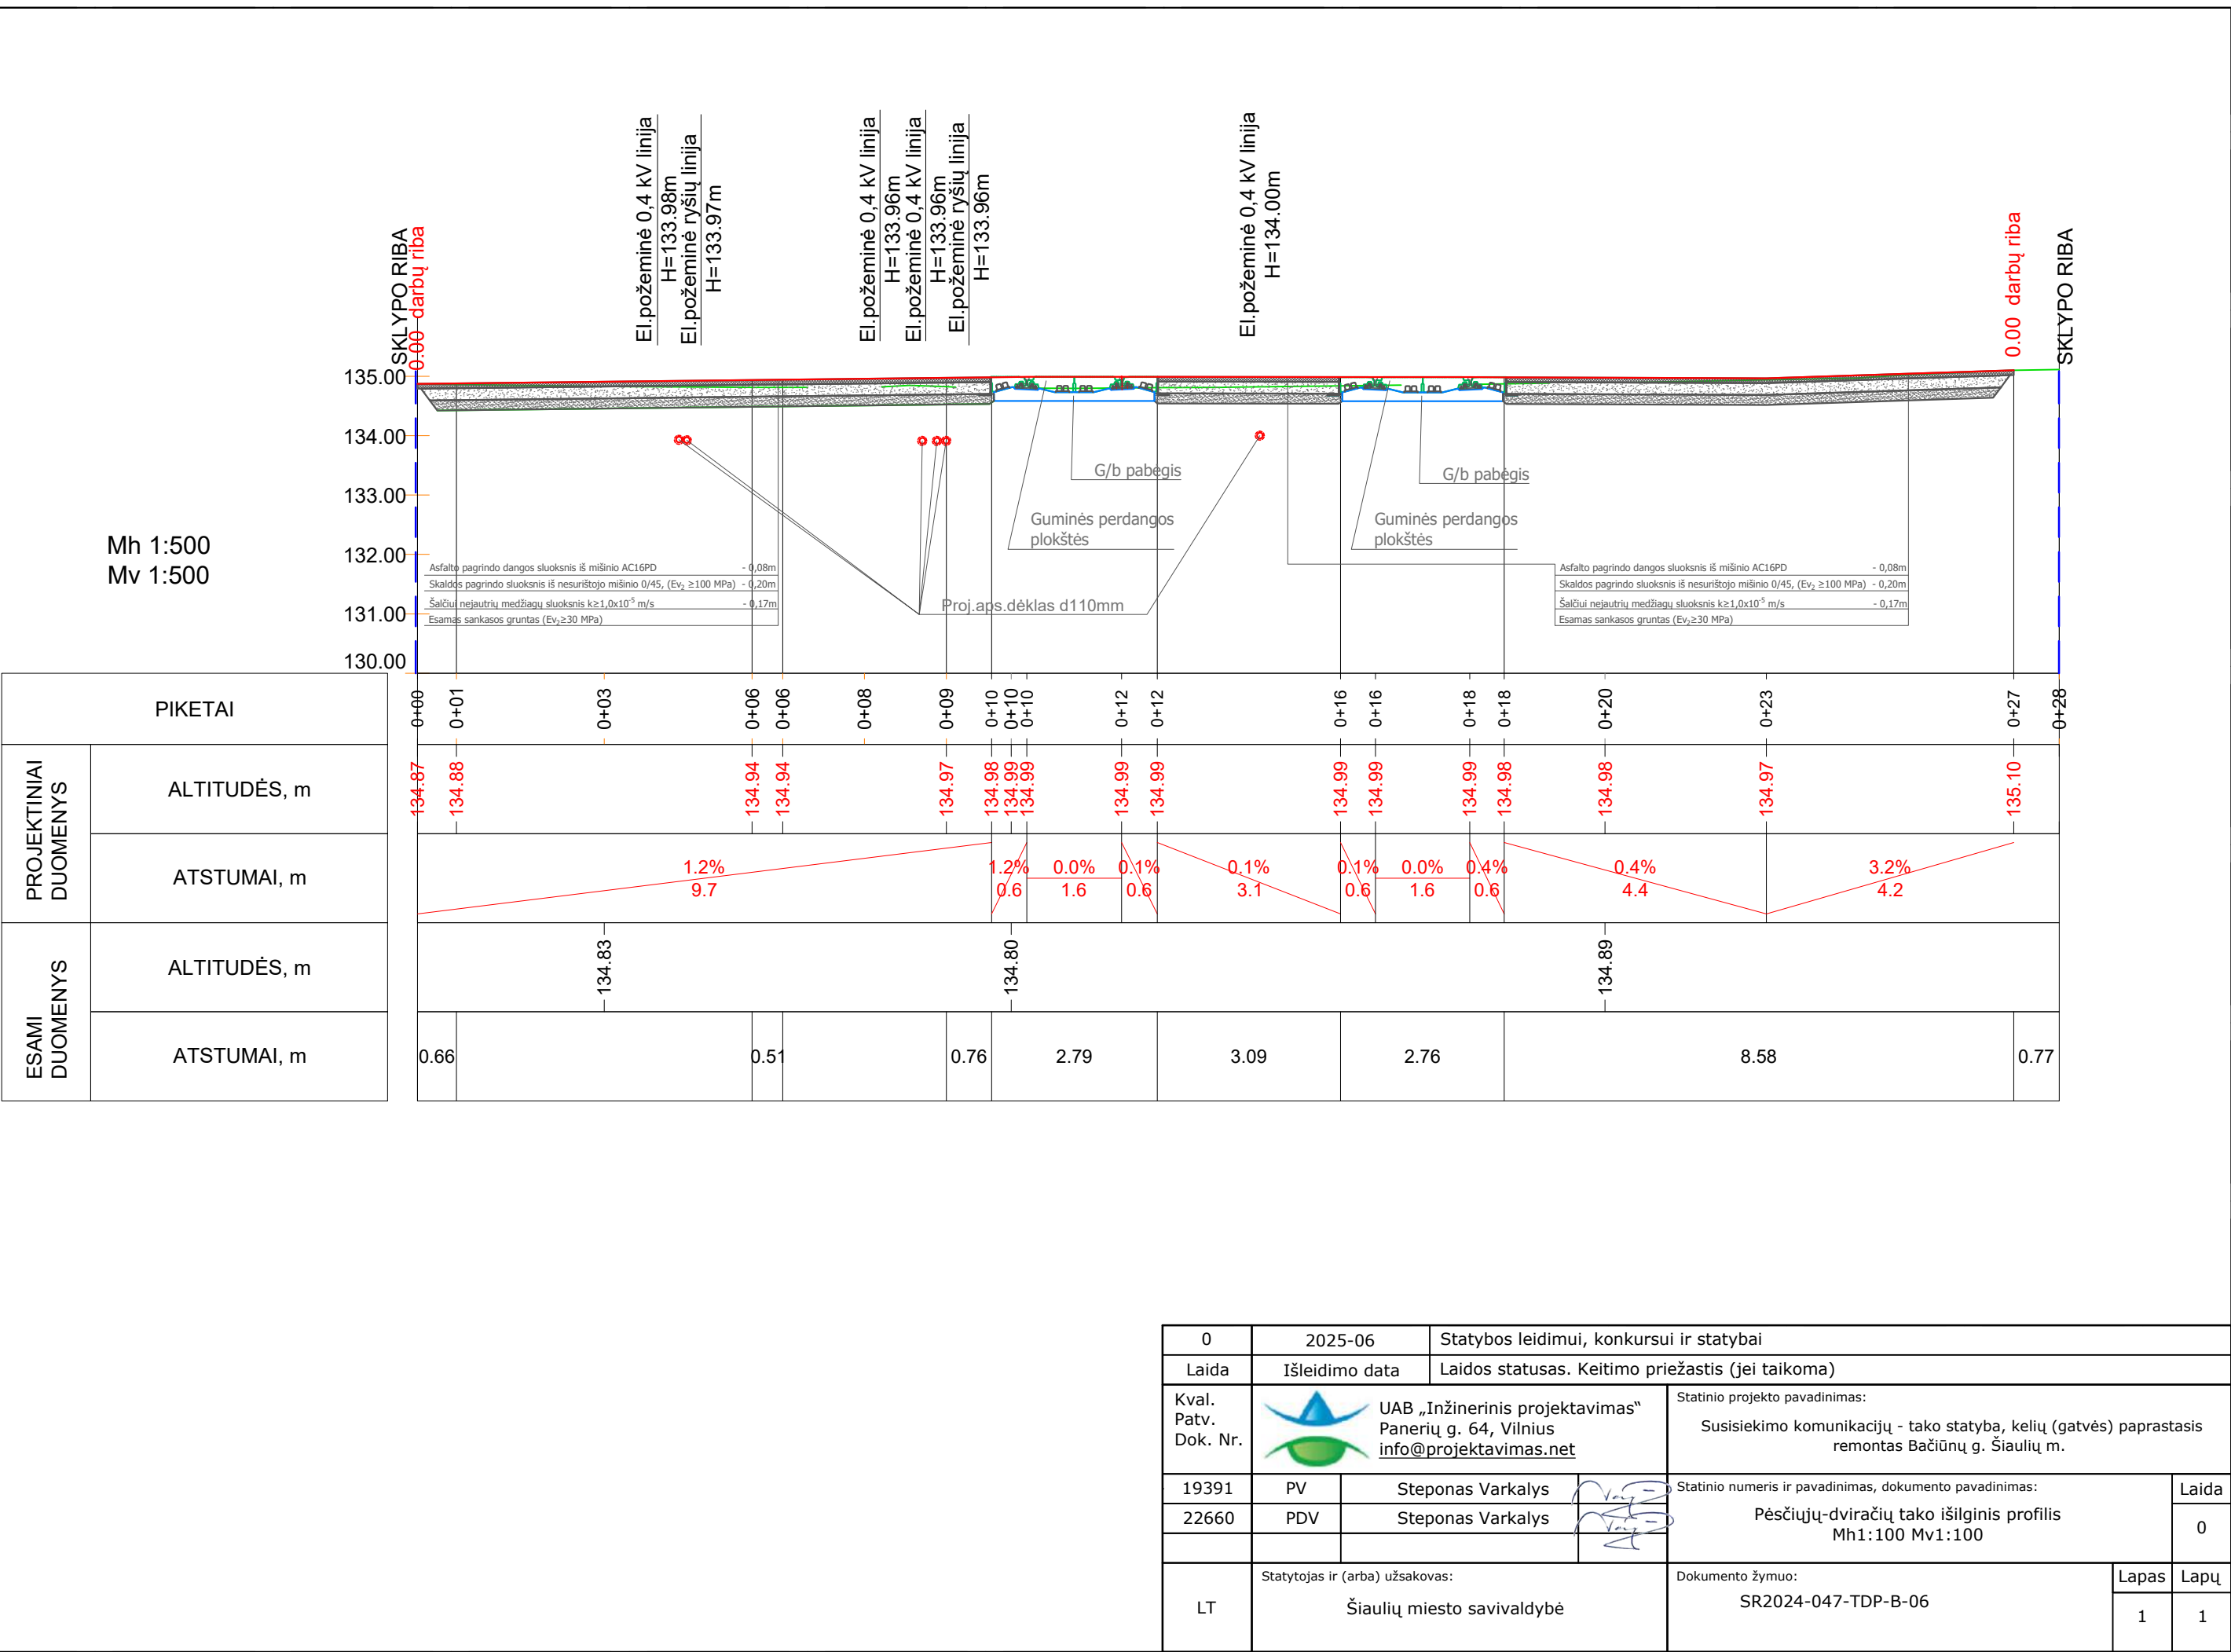 El.požeminė 0,4 kV linija
H=133.98m
El.požeminė ryšių linija
H=133.97m
El.požeminė 0,4 kV linija
H=133.96m
El.požeminė 0,4 kV linija
H=133.96m
El.požeminė ryšių linija
H=133.96m
El.požeminė 0,4 kV linija
H=134.00m
SKLYPO RIBA
0.00 darbų riba
0.00 darbų riba
SKLYPO RIBA
135.00
134.00
133.00
132.00
131.00
130.00
Mh 1:500
Mv 1:500
G/b pabėgis
G/b pabėgis
Guminės perdangos
plokštės
Guminės perdangos
plokštės
Asfalto pagrindo dangos sluoksnis iš mišinio AC16PD - 0,08m
Skaldos pagrindo sluoksnis iš nesurištojo mišinio 0/45, (Ev₂ ≥100 MPa) - 0,20m
Šalčiui nejautrių medžiagų sluoksnis k≥1,0x10⁻⁵ m/s - 0,17m
Esamas sankasos gruntas (Ev₂≥30 MPa)
Proj.aps.dėklas d110mm
Asfalto pagrindo dangos sluoksnis iš mišinio AC16PD - 0,08m
Skaldos pagrindo sluoksnis iš nesurištojo mišinio 0/45, (Ev₂ ≥100 MPa) - 0,20m
Šalčiui nejautrių medžiagų sluoksnis k≥1,0x10⁻⁵ m/s - 0,17m
Esamas sankasos gruntas (Ev₂≥30 MPa)
PIKETAI
0+00 0+01 0+03 0+06 0+06 0+08 0+09 0+10 0+10 0+10 0+12 0+12 0+16 0+16 0+18 0+18 0+20 0+23 0+27 0+28
PROJEKTINIAI
DUOMENYS
ALTITUDĖS, m
134.87 134.88 134.94 134.94 134.97 134.98 134.99 134.99 134.99 134.99 134.99 134.99 134.99 134.98 134.98 134.97 135.10
ATSTUMAI, m
1.2% 1.2% 0.0% 0.1% 0.1% 0.1% 0.0% 0.4% 0.4% 3.2%
9.7 0.6 1.6 0.6 3.1 0.6 1.6 0.6 4.4 4.2
ESAMI
DUOMENYS
ALTITUDĖS, m
134.83 134.80 134.89
ATSTUMAI, m
0.66 0.51 0.76 2.79 3.09 2.76 8.58 0.77
0 2025-06 Statybos leidimui, konkursui ir statybai
Laida Išleidimo data Laidos statusas. Keitimo priežastis (jei taikoma)
Kval.
Patv.
Dok. Nr.
UAB „Inžinerinis projektavimas“
Panerių g. 64, Vilnius
info@projektavimas.net
Statinio projekto pavadinimas:
Susisiekimo komunikacijų - tako statyba, kelių (gatvės) paprastasis
remontas Bačiūnų g. Šiaulių m.
19391 PV Steponas Varkalys
22660 PDV Steponas Varkalys
Statinio numeris ir pavadinimas, dokumento pavadinimas:
Pėsčiųjų-dviračių tako išilginis profilis
Mh1:100 Mv1:100
Laida
0
LT
Statytojas ir (arba) užsakovas:
Šiaulių miesto savivaldybė
Dokumento žymuo:
SR2024-047-TDP-B-06
Lapas Lapų
1 1